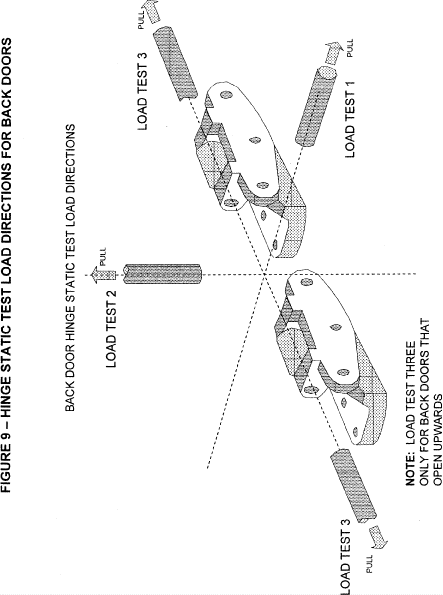 FIGURE 9 – HINGE STATIC TEST LOAD DIRECTIONS FOR BACK DOORS
BACK DOOR HINGE STATIC TEST LOAD DIRECTIONS
PULL
LOAD TEST 2
PULL
LOAD TEST 3
PULL
LOAD TEST 1
LOAD TEST 3
PULL
NOTE: LOAD TEST THREE
ONLY FOR BACK DOORS THAT
OPEN UPWARDS